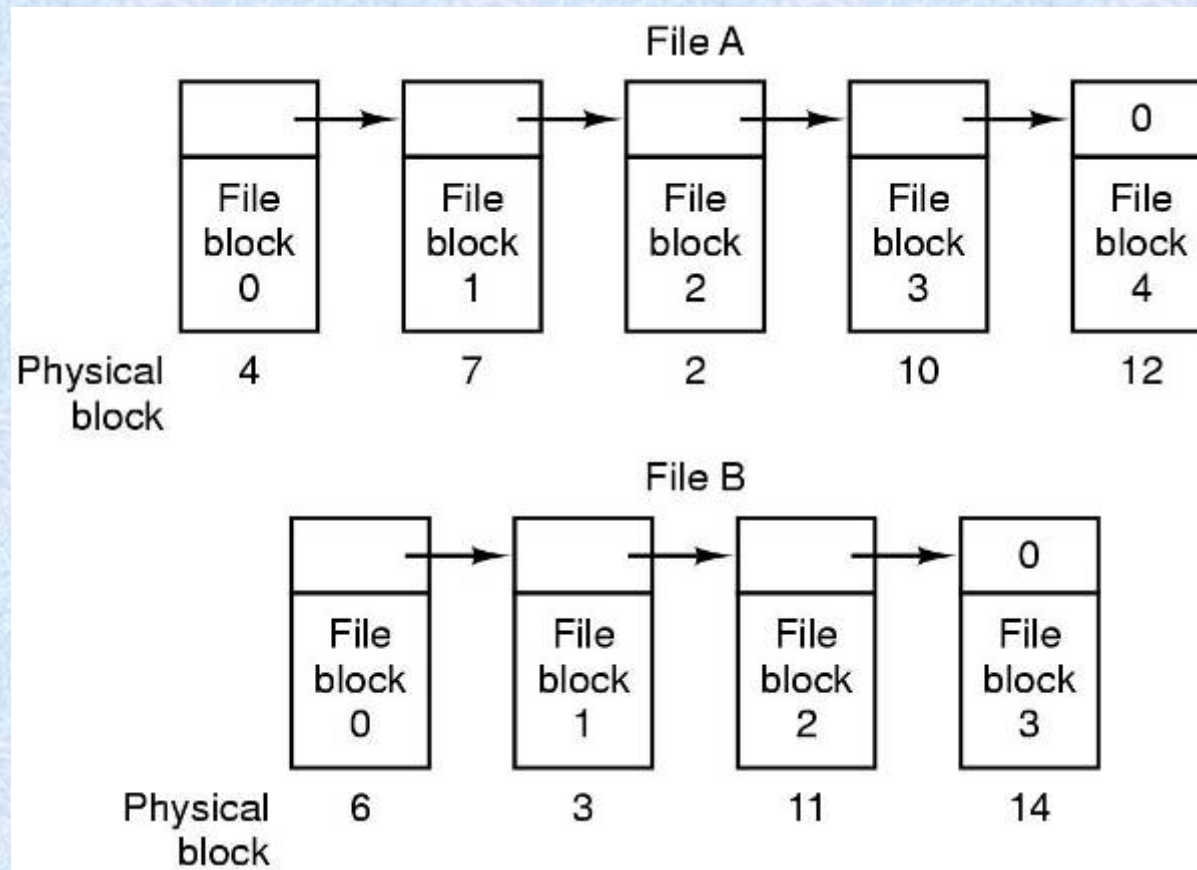 File A
0
File block 0
File block 1
File block 2
File block 3
File block 4
Physical block 4 7 2 10 12
File B
0
File block 0
File block 1
File block 2
File block 3
Physical block 6 3 11 14